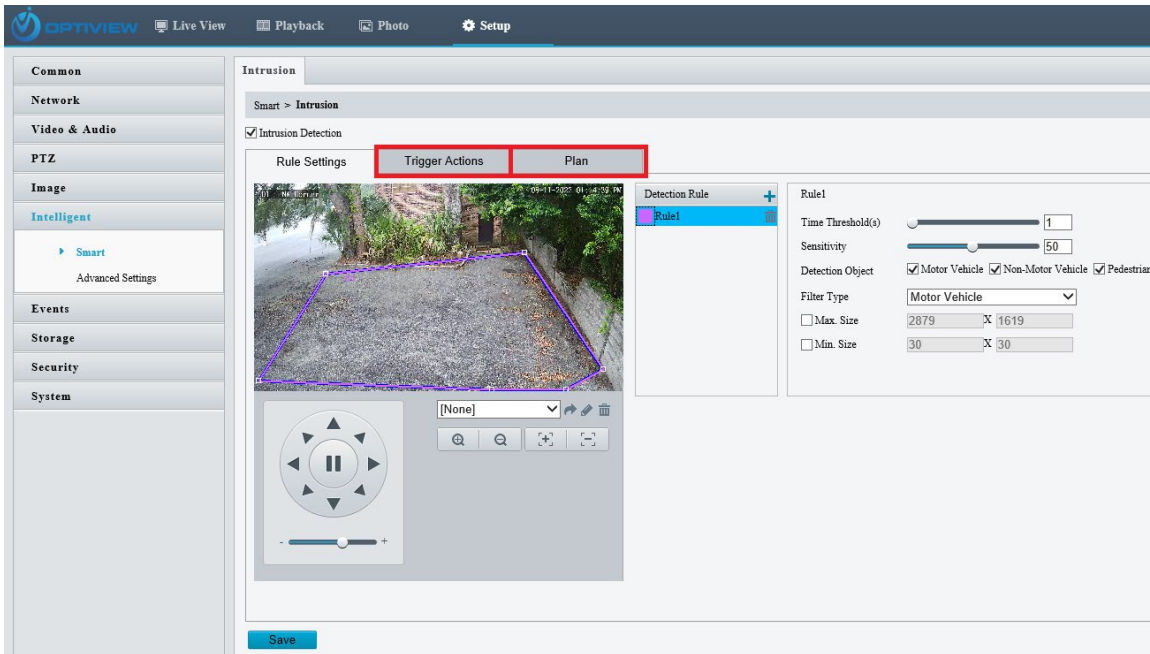 OPTIVIEW Live View Playback Photo Setup
Common
Network
Video & Audio
PTZ
Image
Intelligent
Smart
Advanced Settings
Events
Storage
Security
System
Intrusion
Smart > Intrusion
Intrusion Detection
Rule Settings Trigger Actions Plan
Detection Rule
Rule1
Rule1
Time Threshold(s) 1
Sensitivity 50
Detection Object Motor Vehicle Non-Motor Vehicle Pedestrian
Filter Type Motor Vehicle
Max. Size 2879 X 1619
Min. Size 30 X 30
[None]
- +
Save